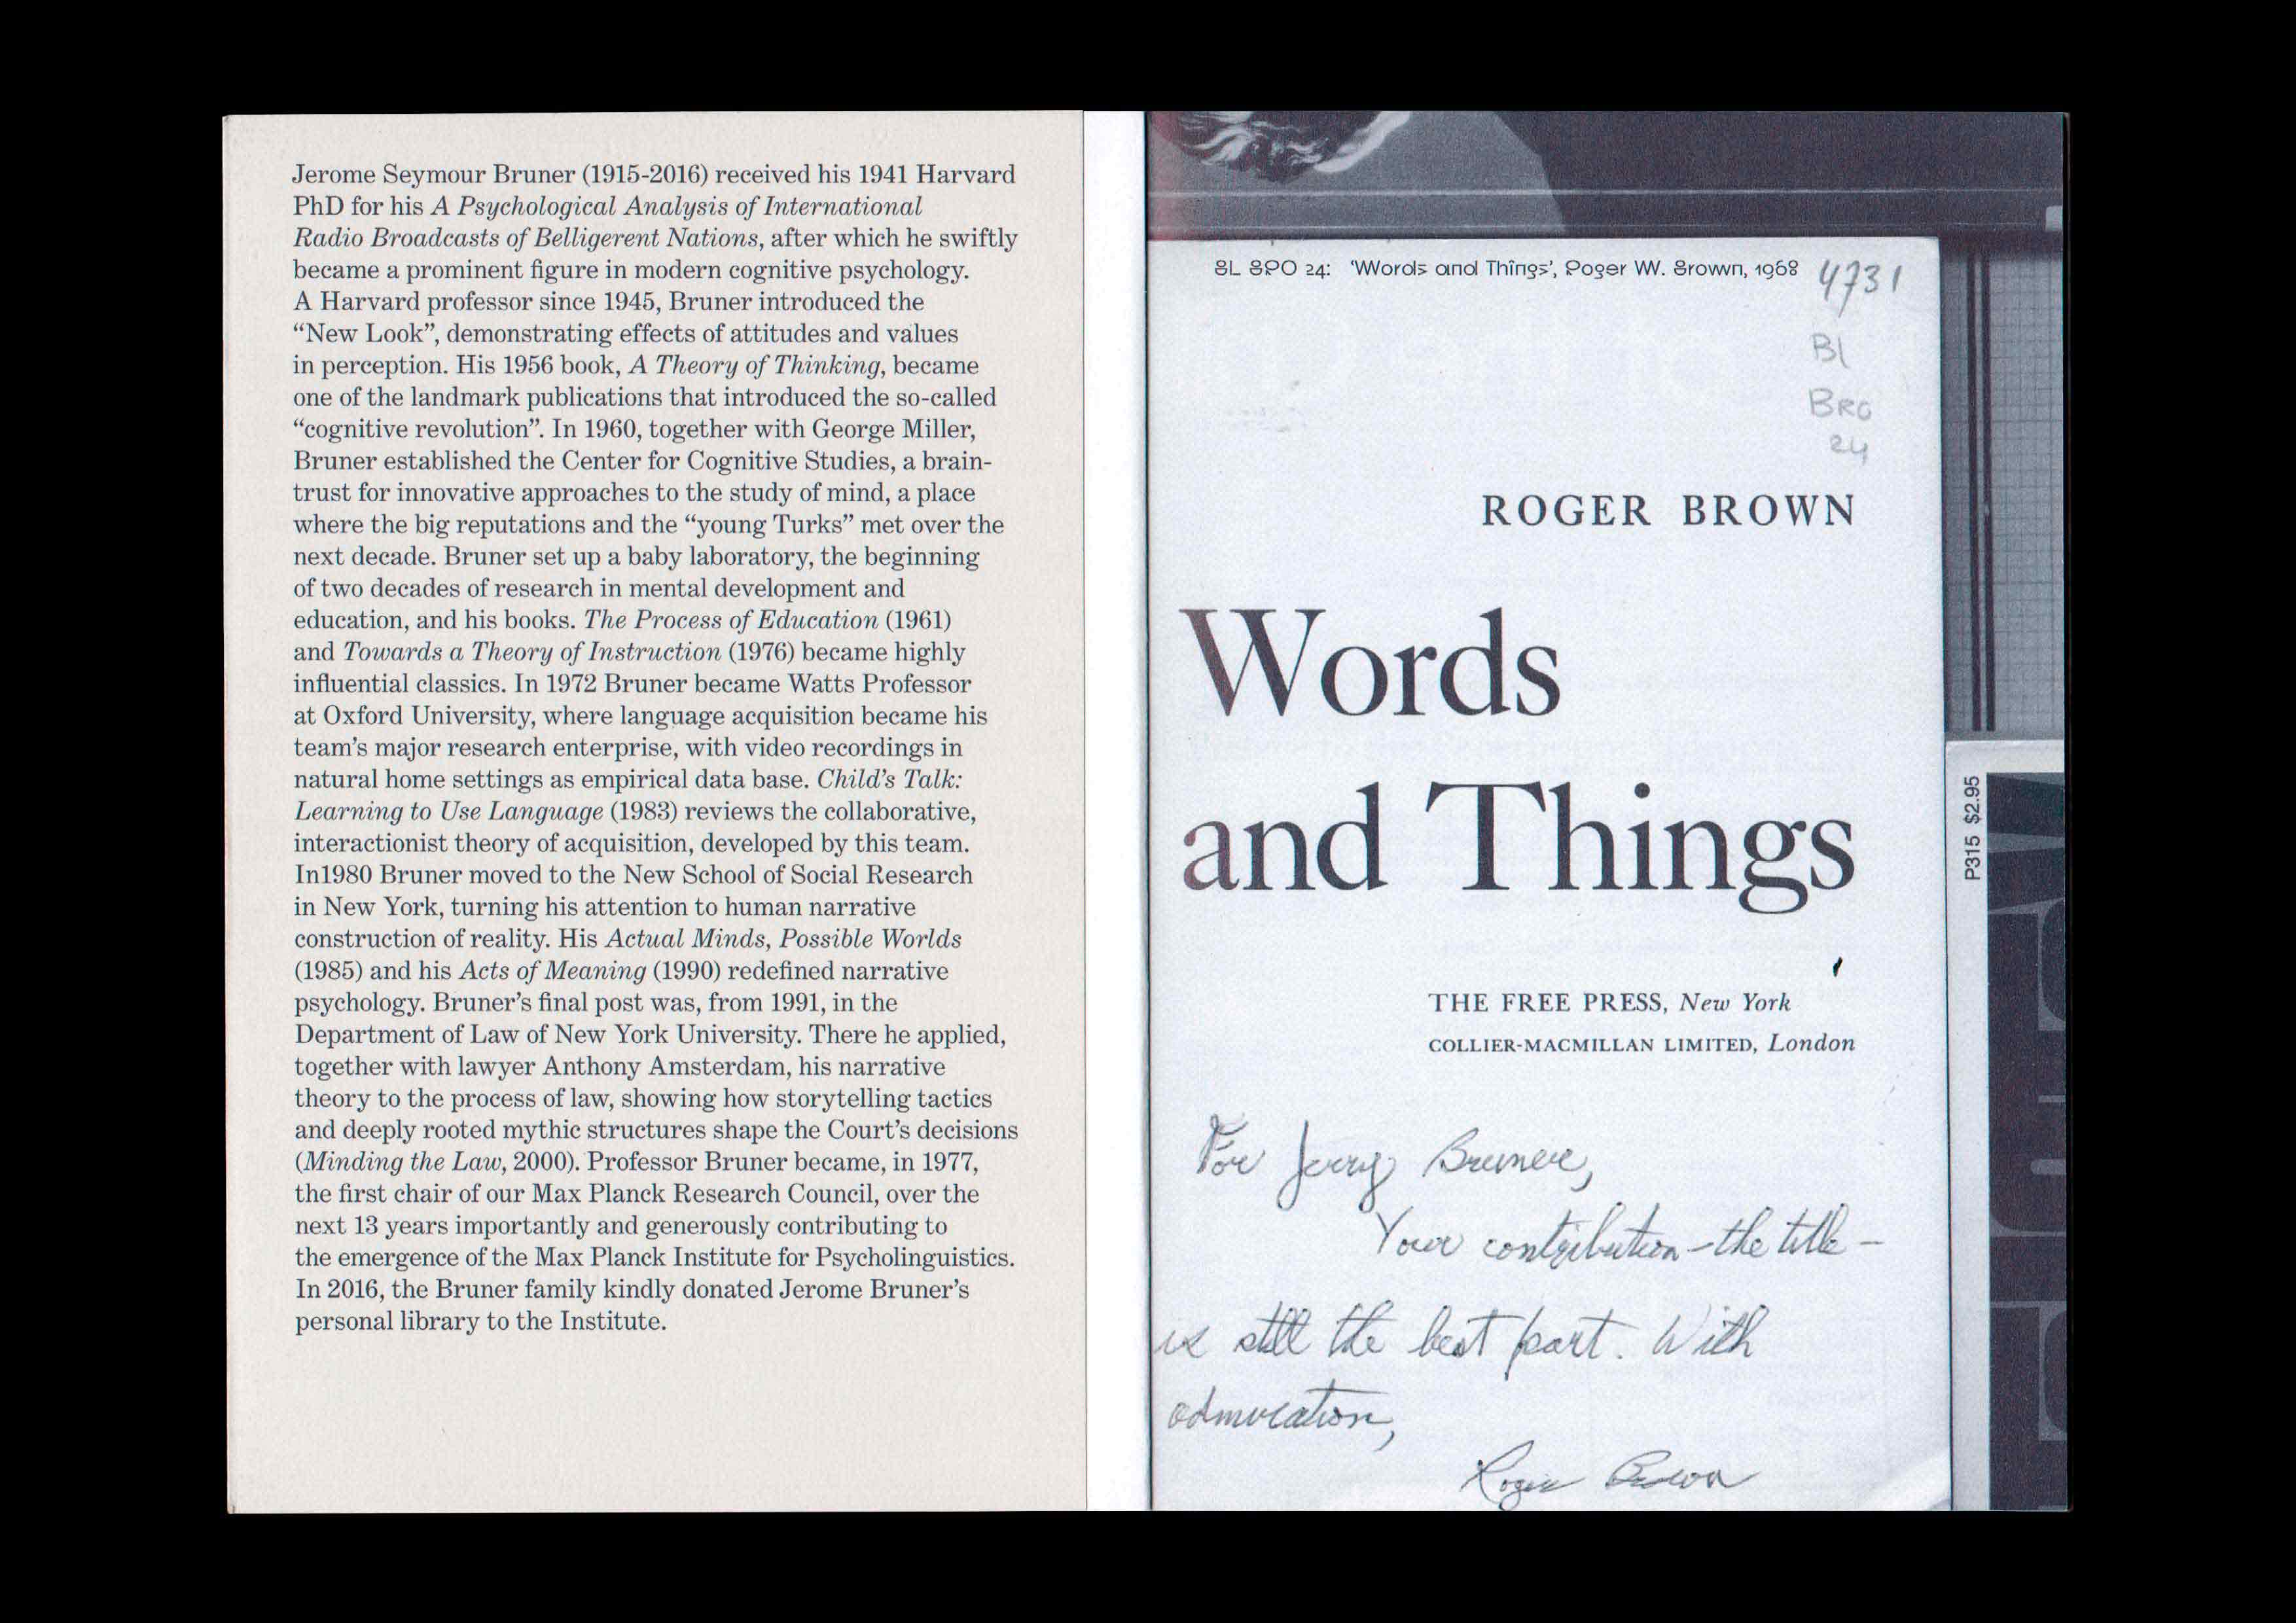 Jerome Seymour Bruner (1915-2016) received his 1941 Harvard
PhD for his A Psychological Analysis of International
Radio Broadcasts of Belligerent Nations, after which he swiftly
became a prominent figure in modern cognitive psychology.
A Harvard professor since 1945, Bruner introduced the
“New Look”, demonstrating effects of attitudes and values
in perception. His 1956 book, A Theory of Thinking, became
one of the landmark publications that introduced the so-called
“cognitive revolution”. In 1960, together with George Miller,
Bruner established the Center for Cognitive Studies, a brain-
trust for innovative approaches to the study of mind, a place
where the big reputations and the “young Turks” met over the
next decade. Bruner set up a baby laboratory, the beginning
of two decades of research in mental development and
education, and his books. The Process of Education (1961)
and Towards a Theory of Instruction (1976) became highly
influential classics. In 1972 Bruner became Watts Professor
at Oxford University, where language acquisition became his
team’s major research enterprise, with video recordings in
natural home settings as empirical data base. Child’s Talk:
Learning to Use Language (1983) reviews the collaborative,
interactionist theory of acquisition, developed by this team.
In1980 Bruner moved to the New School of Social Research
in New York, turning his attention to human narrative
construction of reality. His Actual Minds, Possible Worlds
(1985) and his Acts of Meaning (1990) redefined narrative
psychology. Bruner’s final post was, from 1991, in the
Department of Law of New York University. There he applied,
together with lawyer Anthony Amsterdam, his narrative
theory to the process of law, showing how storytelling tactics
and deeply rooted mythic structures shape the Court’s decisions
(Minding the Law, 2000). Professor Bruner became, in 1977,
the first chair of our Max Planck Research Council, over the
next 13 years importantly and generously contributing to
the emergence of the Max Planck Institute for Psycholinguistics.
In 2016, the Bruner family kindly donated Jerome Bruner’s
personal library to the Institute.
BL BRO 24: ‘Words and Things’, Roger W. Brown, 1968
4731
Bl
BRO
24
ROGER BROWN
Words
and Things
THE FREE PRESS, New York
COLLIER-MACMILLAN LIMITED, London
For Jerry Bruner,
Your contribution – the title –
is still the best part. With
admiration,
Roger Brown
P315 $2.95